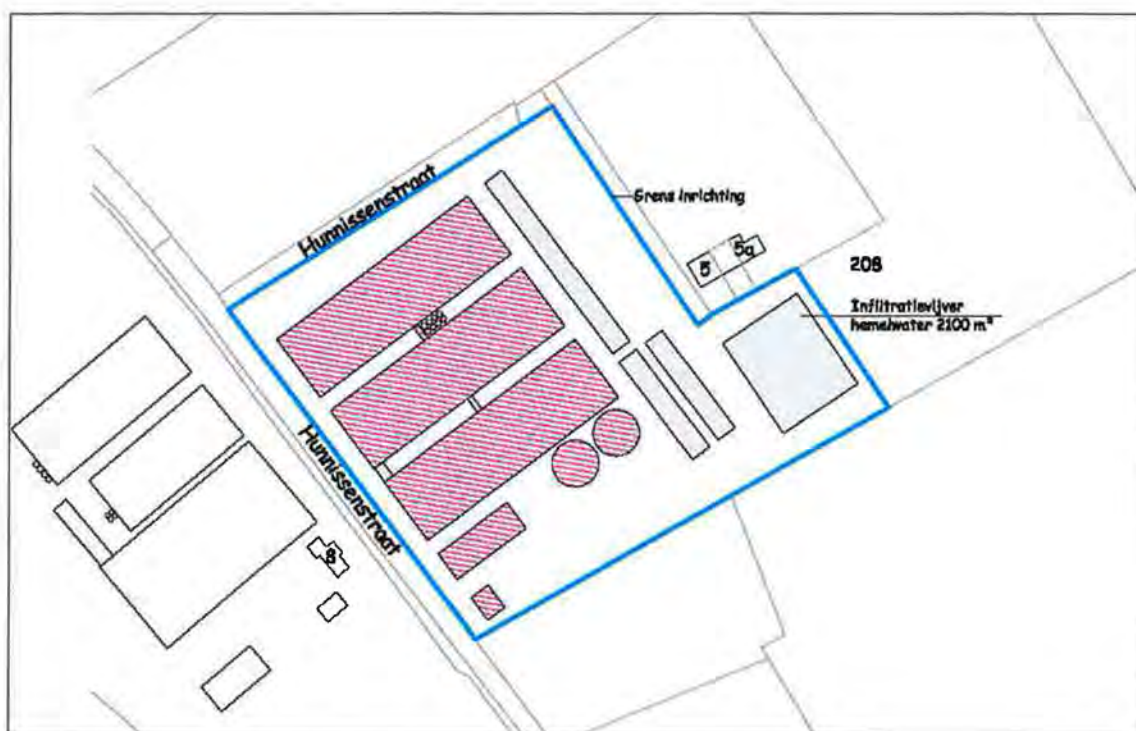 Hunnissenstraat
Grens inrichting
5
5a
208
Infiltratievijver
hemelwater 2100 m³
Hunnissenstraat
8